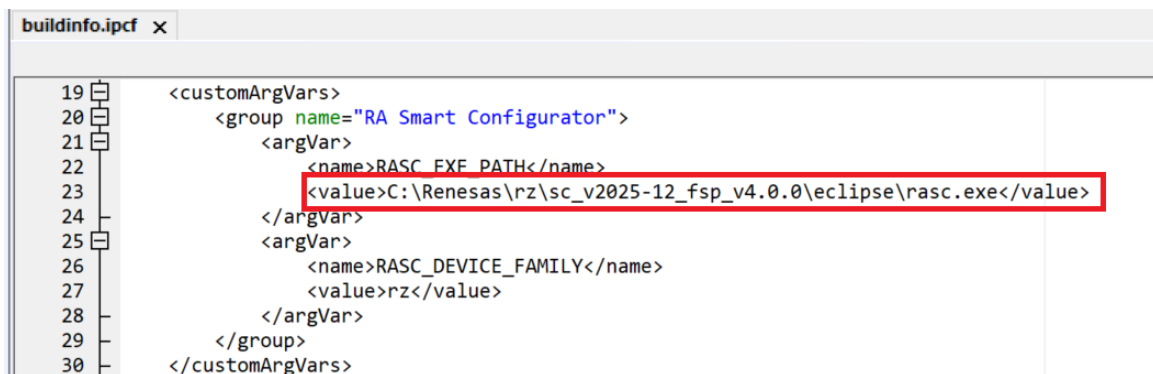 buildinfo.ipcf
19 <customArgVars>
20 <group name="RA Smart Configurator">
21 <argVar>
22 <name>RASC_EXE_PATH</name>
23 <value>C:\Renesas\rz\sc_v2025-12_fsp_v4.0.0\eclipse\rasc.exe</value>
24 </argVar>
25 <argVar>
26 <name>RASC_DEVICE_FAMILY</name>
27 <value>rz</value>
28 </argVar>
29 </group>
30 </customArgVars>